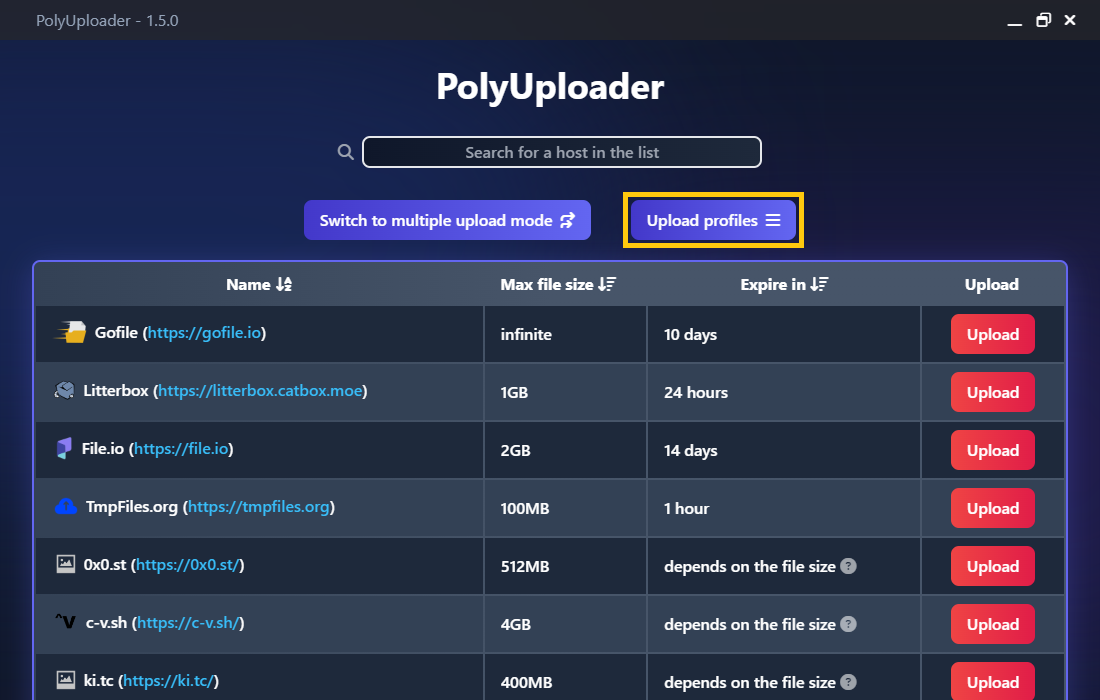 PolyUploader - 1.5.0
PolyUploader
Search for a host in the list
Switch to multiple upload mode
Upload profiles
Name Max file size Expire in Upload
Gofile (https://gofile.io) infinite 10 days Upload
Litterbox (https://litterbox.catbox.moe) 1GB 24 hours Upload
File.io (https://file.io) 2GB 14 days Upload
TmpFiles.org (https://tmpfiles.org) 100MB 1 hour Upload
0x0.st (https://0x0.st/) 512MB depends on the file size ? Upload
c-v.sh (https://c-v.sh/) 4GB depends on the file size ? Upload
ki.tc (https://ki.tc/) 400MB depends on the file size ? Upload